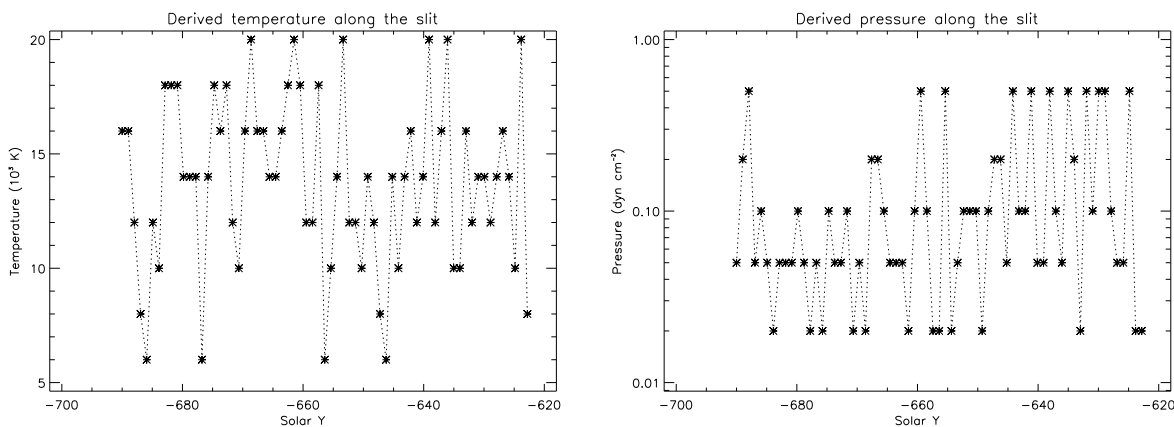 Derived temperature along the slit
20
15
10
5
Temperature (10³ K)
−700 −680 −660 −640 −620
Solar Y
Derived pressure along the slit
1.00
0.10
0.01
Pressure (dyn cm⁻²)
−700 −680 −660 −640 −620
Solar Y